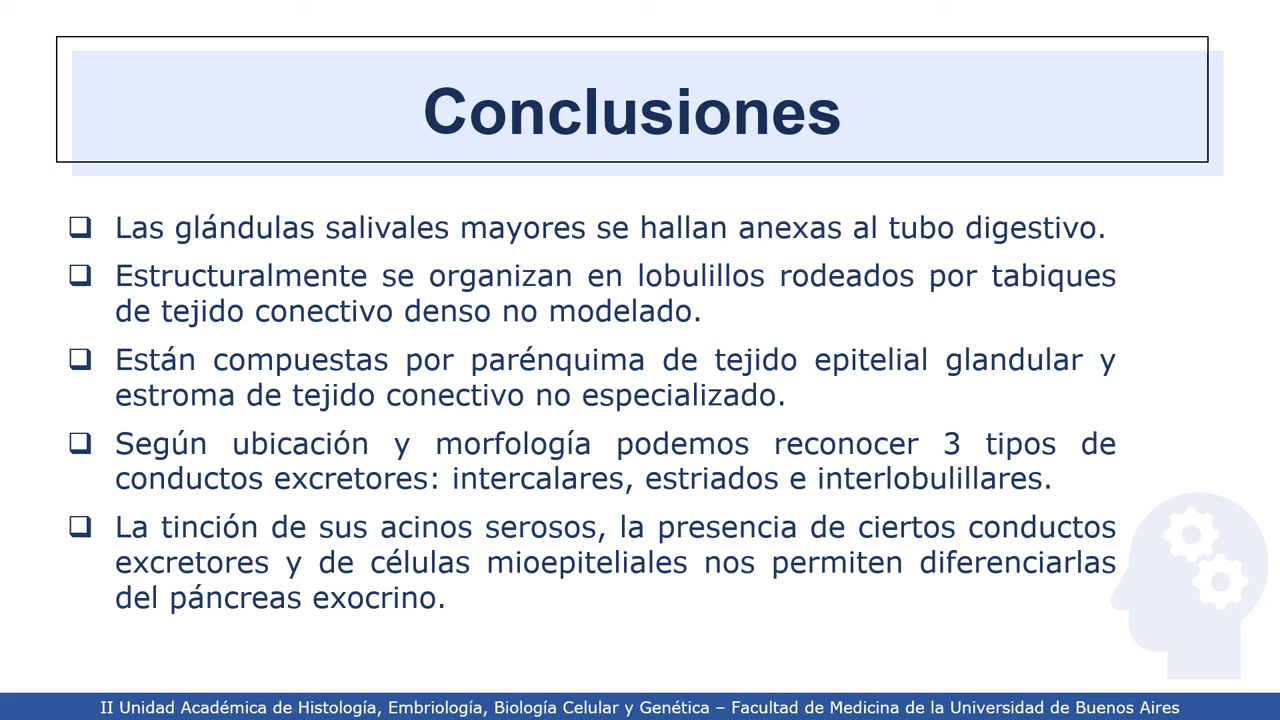 Conclusiones
❑ Las glándulas salivales mayores se hallan anexas al tubo digestivo.
❑ Estructuralmente se organizan en lobulillos rodeados por tabiques
de tejido conectivo denso no modelado.
❑ Están compuestas por parénquima de tejido epitelial glandular y
estroma de tejido conectivo no especializado.
❑ Según ubicación y morfología podemos reconocer 3 tipos de
conductos excretores: intercalares, estriados e interlobulillares.
❑ La tinción de sus acinos serosos, la presencia de ciertos conductos
excretores y de células mioepiteliales nos permiten diferenciarlas
del páncreas exocrino.
II Unidad Académica de Histología, Embriología, Biología Celular y Genética – Facultad de Medicina de la Universidad de Buenos Aires